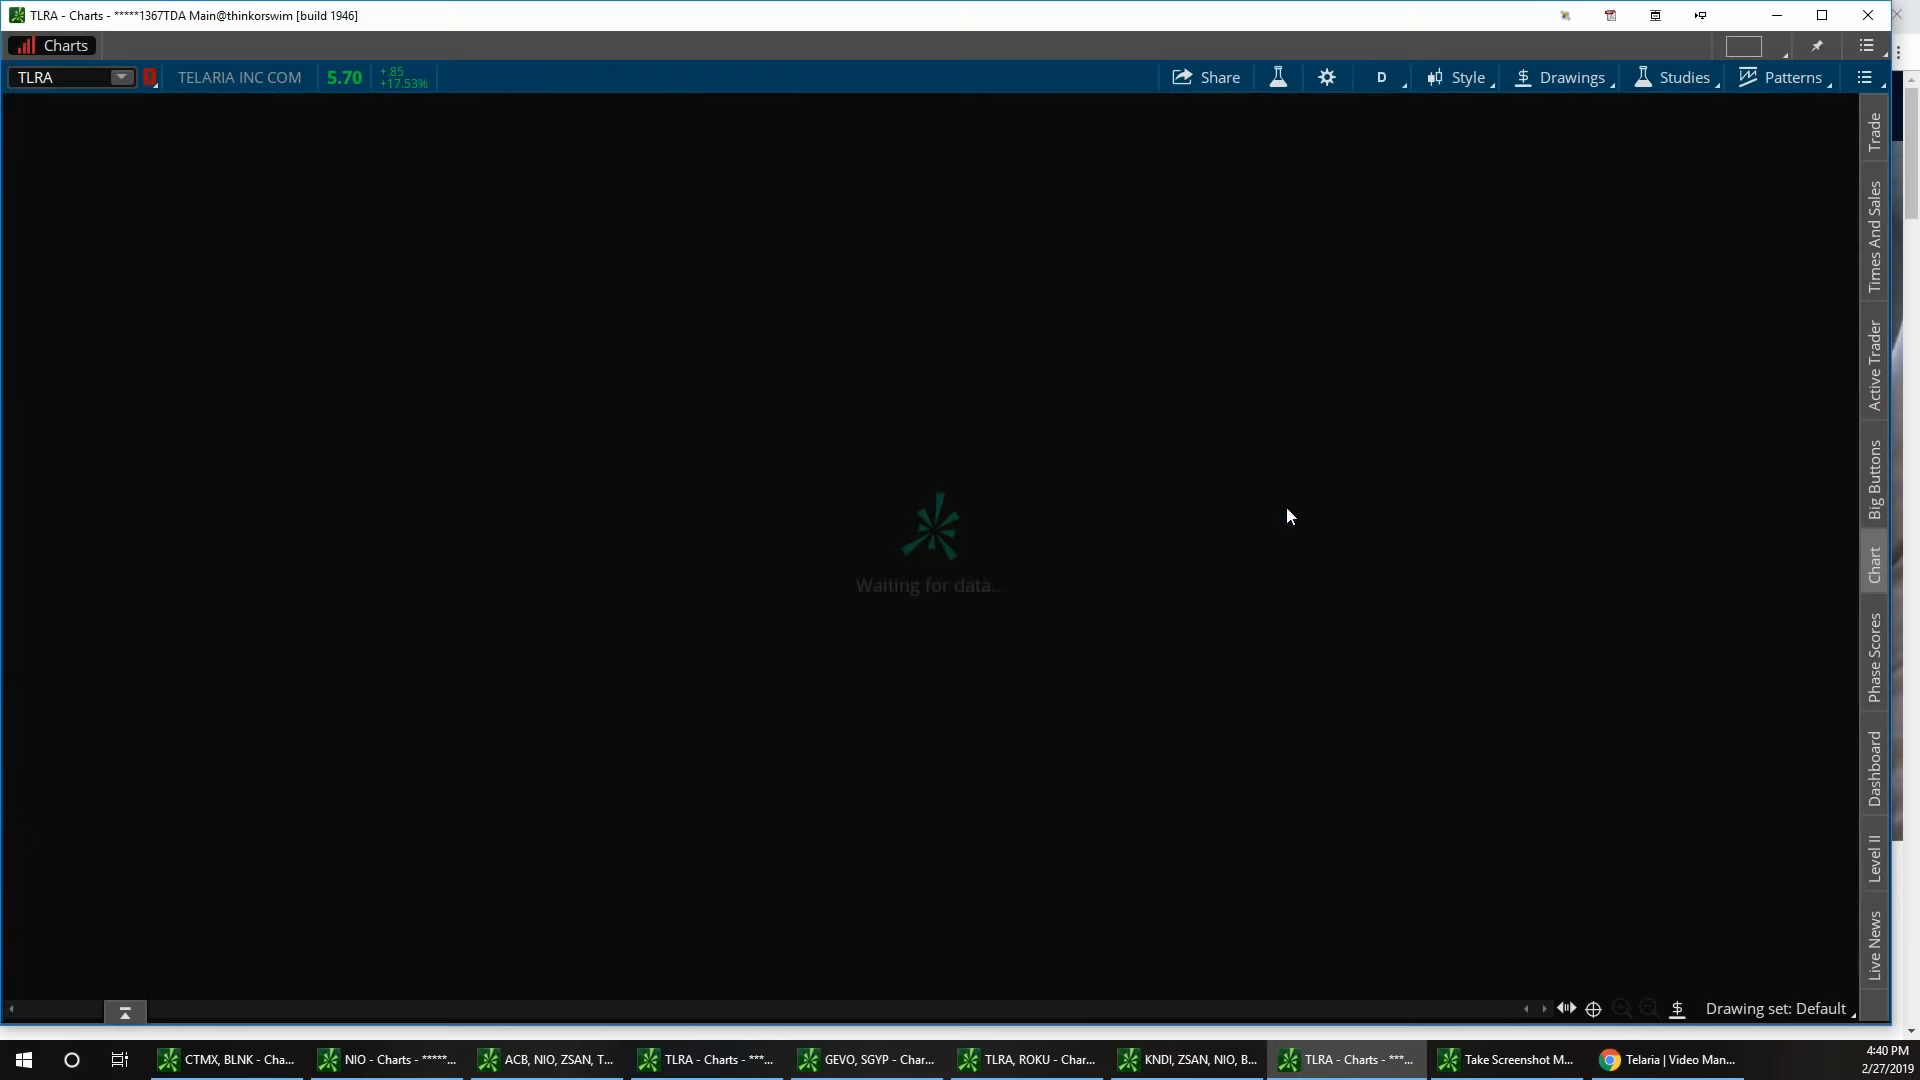 TLRA - Charts - *****1367TDA Main@thinkorswim [build 1946]
Charts
TLRA
1
TELARIA INC COM
5.70
+.85
+17.53%
Share
D
Style
Drawings
Studies
Patterns
Trade
Times And Sales
Active Trader
Big Buttons
Chart
Phase Scores
Dashboard
Level II
Live News
Waiting for data...
Drawing set: Default
CTMX, BLNK - Cha...
NIO - Charts - *****...
ACB, NIO, ZSAN, T...
TLRA - Charts - ***...
GEVO, SGYP - Char...
TLRA, ROKU - Char...
KNDI, ZSAN, NIO, B...
TLRA - Charts - ***...
Take Screenshot M...
Telaria | Video Man...
4:40 PM
2/27/2019